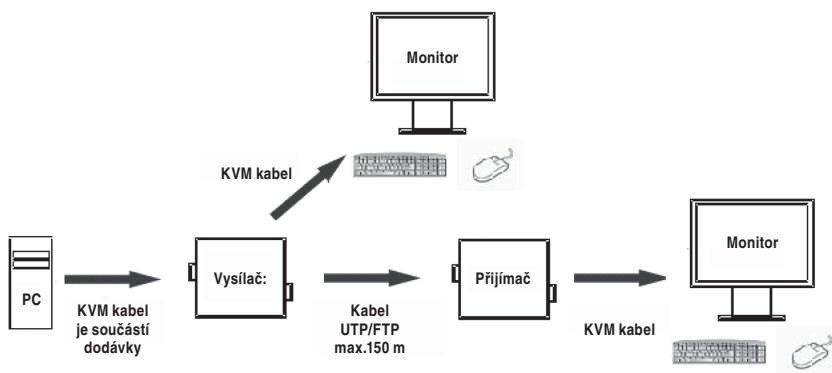 Monitor
KVM kabel
PC
KVM kabel
je součástí
dodávky
Vysílač:
Kabel
UTP/FTP
max.150 m
Přijímač
KVM kabel
Monitor